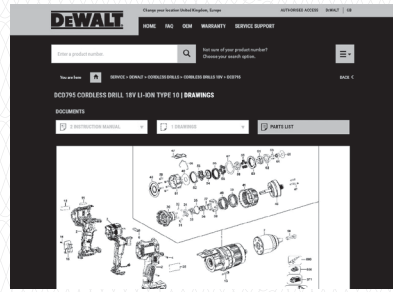 DEWALT
Change your location United Kingdom, Europe
AUTHORISED ACCESS DEWALT GB
HOME FAQ OEM WARRANTY SERVICE SUPPORT
Enter a product number.
Not sure of your product number?
Choose your search option.
You are here
SERVICE > DEWALT > CORDLESS DRILLS > CORDLESS DRILLS 18V > DCD795
BACK <
DCD795 CORDLESS DRILL 18V LI-ION TYPE 10 | DRAWINGS
DOCUMENTS
2 INSTRUCTION MANUAL
1 DRAWINGS
PARTS LIST